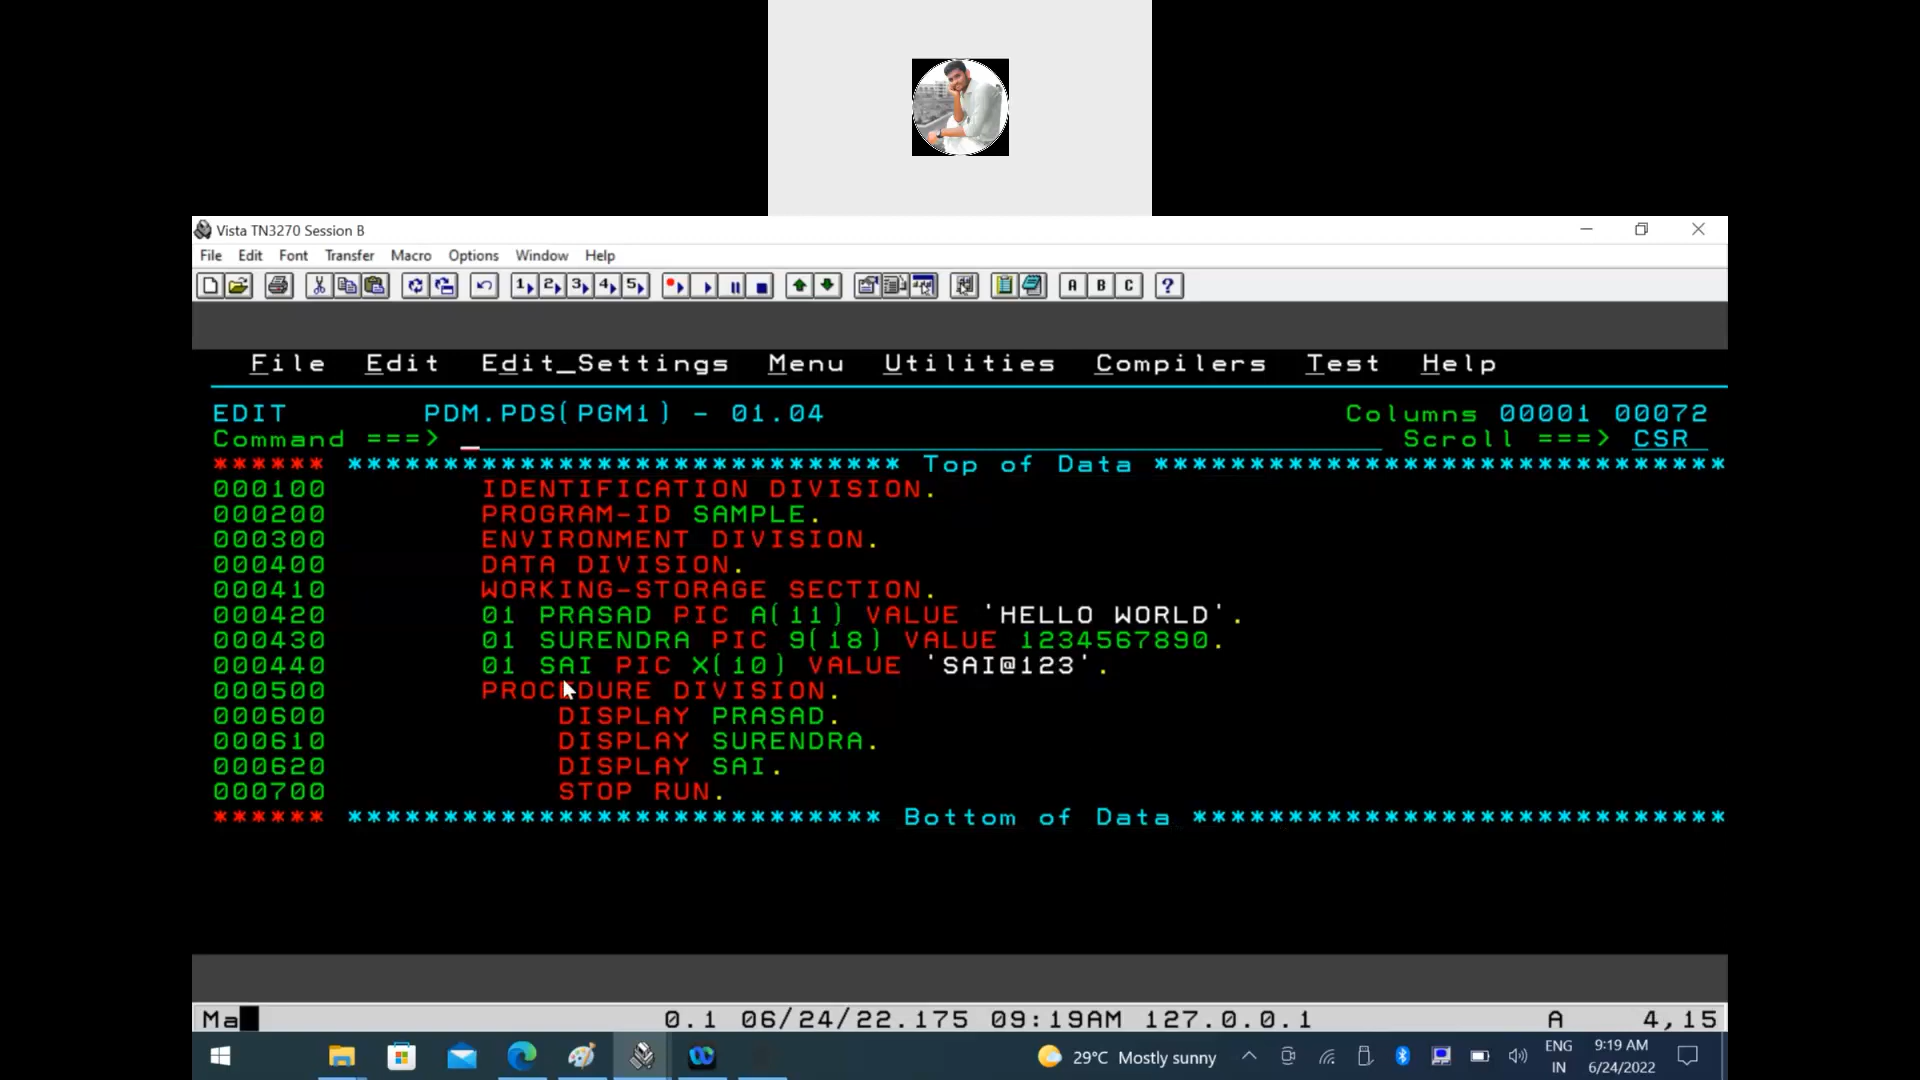 Vista TN3270 Session B
File Edit Font Transfer Macro Options Window Help
1 2 3 4 5 A B C ?
File Edit Edit_Settings Menu Utilities Compilers Test Help
EDIT PDM.PDS(PGM1) - 01.04 Columns 00001 00072
Command ===> _ Scroll ===> CSR
****** ***************************** Top of Data ******************************
000100 IDENTIFICATION DIVISION.
000200 PROGRAM-ID SAMPLE.
000300 ENVIRONMENT DIVISION.
000400 DATA DIVISION.
000410 WORKING-STORAGE SECTION.
000420 01 PRASAD PIC A(11) VALUE 'HELLO WORLD'.
000430 01 SURENDRA PIC 9(18) VALUE 1234567890.
000440 01 SAI PIC X(10) VALUE 'SAI@123'.
000500 PROCEDURE DIVISION.
000600 DISPLAY PRASAD.
000610 DISPLAY SURENDRA.
000620 DISPLAY SAI.
000700 STOP RUN.
****** **************************** Bottom of Data ****************************
Ma 0.1 06/24/22.175 09:19AM 127.0.0.1 A 4,15
29°C Mostly sunny ENG IN 9:19 AM 6/24/2022